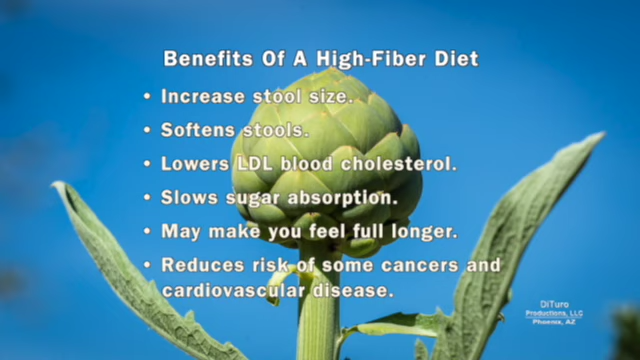 Benefits Of A High-Fiber Diet
• Increase stool size.
• Softens stools.
• Lowers LDL blood cholesterol.
• Slows sugar absorption.
• May make you feel full longer.
• Reduces risk of some cancers and
cardiovascular disease.
DiTuro
Productions, LLC
Phoenix, AZ